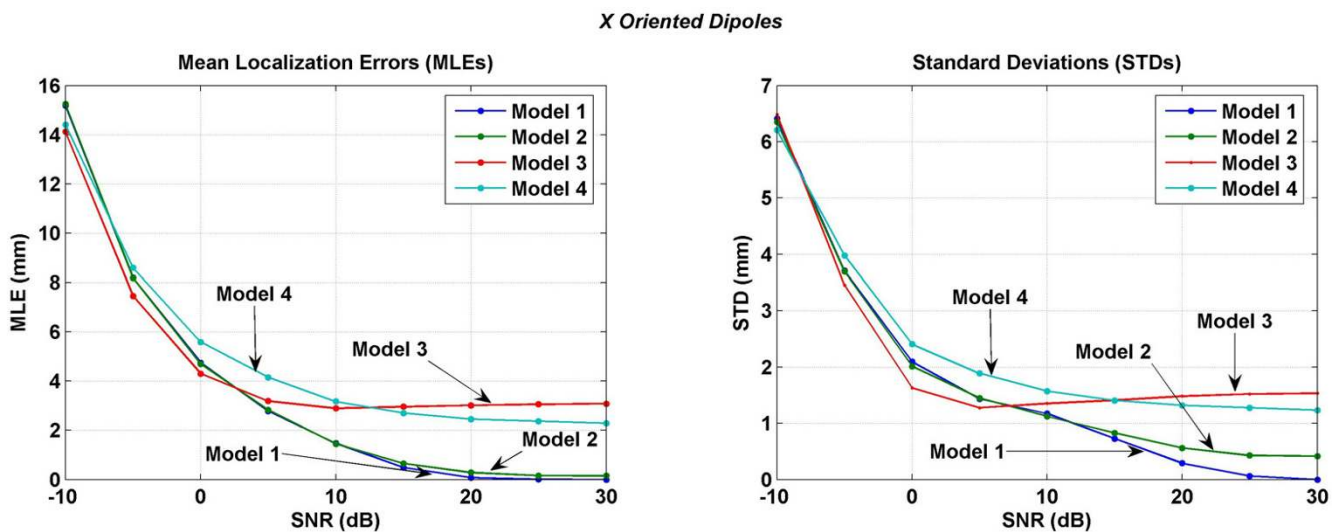 X Oriented Dipoles
Mean Localization Errors (MLEs)
16
14
12
10
8
6
4
2
0
MLE (mm)
-10
0
10
20
30
SNR (dB)
Model 1
Model 2
Model 3
Model 4
Model 4
Model 3
Model 1
Model 2
Standard Deviations (STDs)
7
6
5
4
3
2
1
0
STD (mm)
-10
0
10
20
30
SNR (dB)
Model 1
Model 2
Model 3
Model 4
Model 4
Model 3
Model 2
Model 1